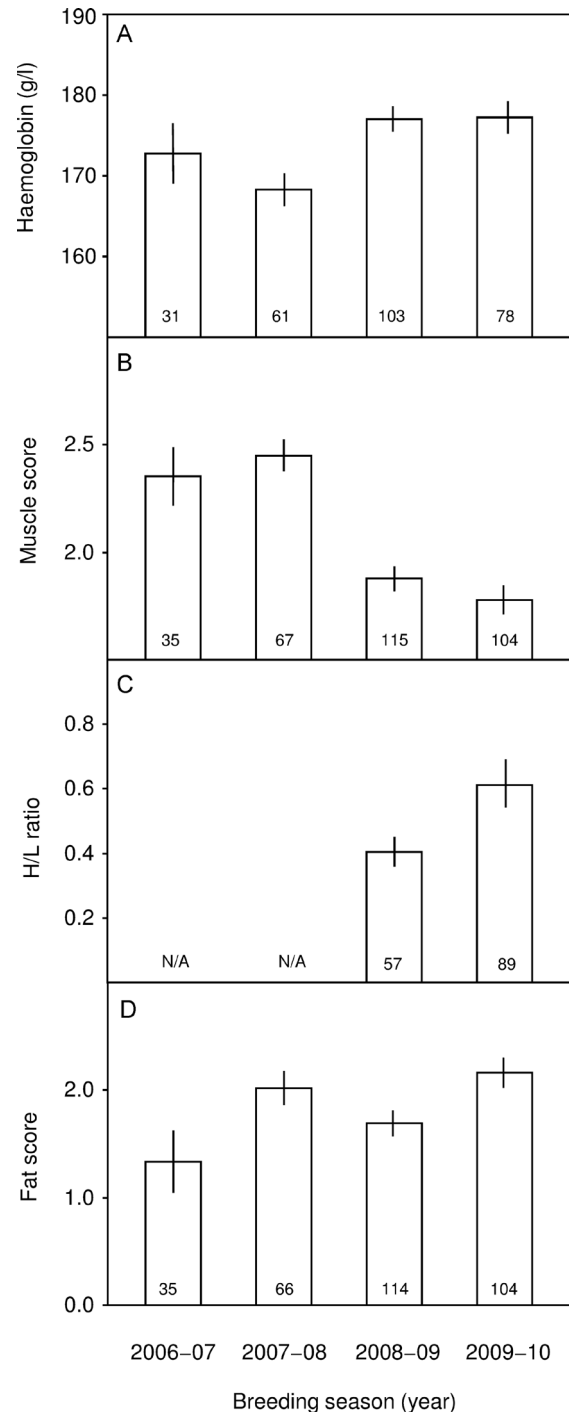 A
Haemoglobin (g/l)
190
180
170
160
31 61 103 78
B
Muscle score
2.5
2.0
35 67 115 104
C
H/L ratio
0.8
0.6
0.4
0.2
N/A N/A 57 89
D
Fat score
2.0
1.0
0.0
35 66 114 104
2006–07 2007–08 2008–09 2009–10
Breeding season (year)